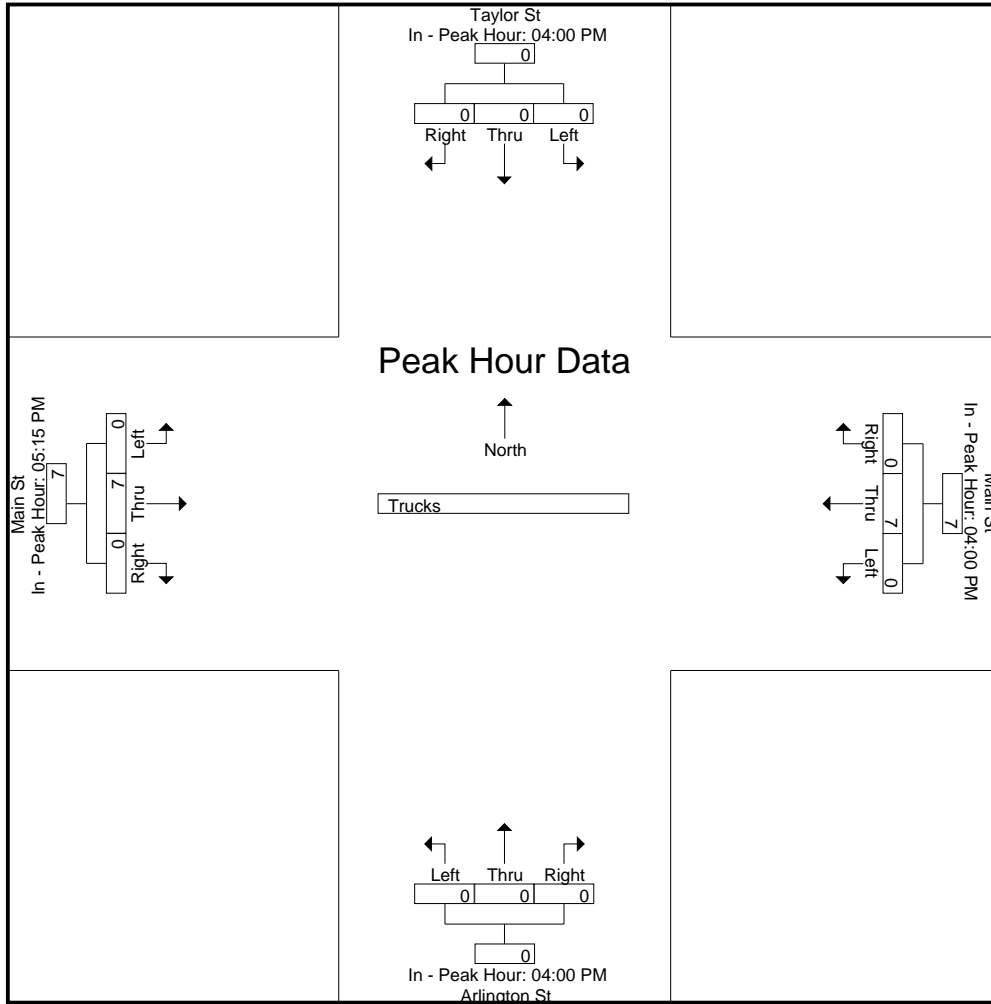 Taylor St
In - Peak Hour: 04:00 PM
0
0 0 0
Right Thru Left
Peak Hour Data
North
Trucks
Main St
In - Peak Hour: 05:15 PM
7
0 7 0
Left Thru Right
Main St
In - Peak Hour: 04:00 PM
7
0 7 0
Right Thru Left
Left Thru Right
0 0 0
0
In - Peak Hour: 04:00 PM
Arlington St